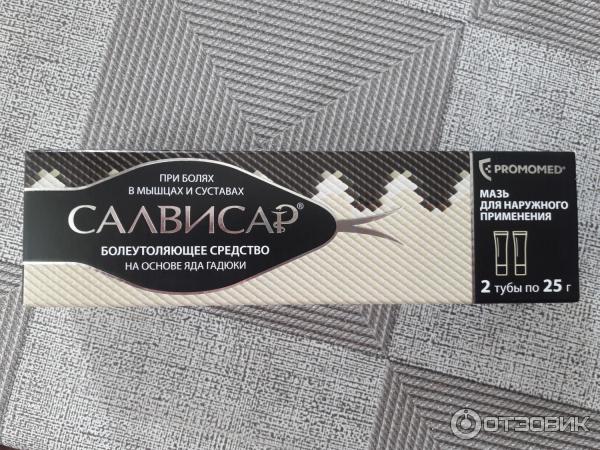 ПРИ БОЛЯХ
В МЫШЦАХ И СУСТАВАХ
САЛВИСАР®
БОЛЕУТОЛЯЮЩЕЕ СРЕДСТВО
НА ОСНОВЕ ЯДА ГАДЮКИ
PROMOMED®
МАЗЬ
ДЛЯ НАРУЖНОГО
ПРИМЕНЕНИЯ
2 тубы по 25 г
ОТЗОВИК